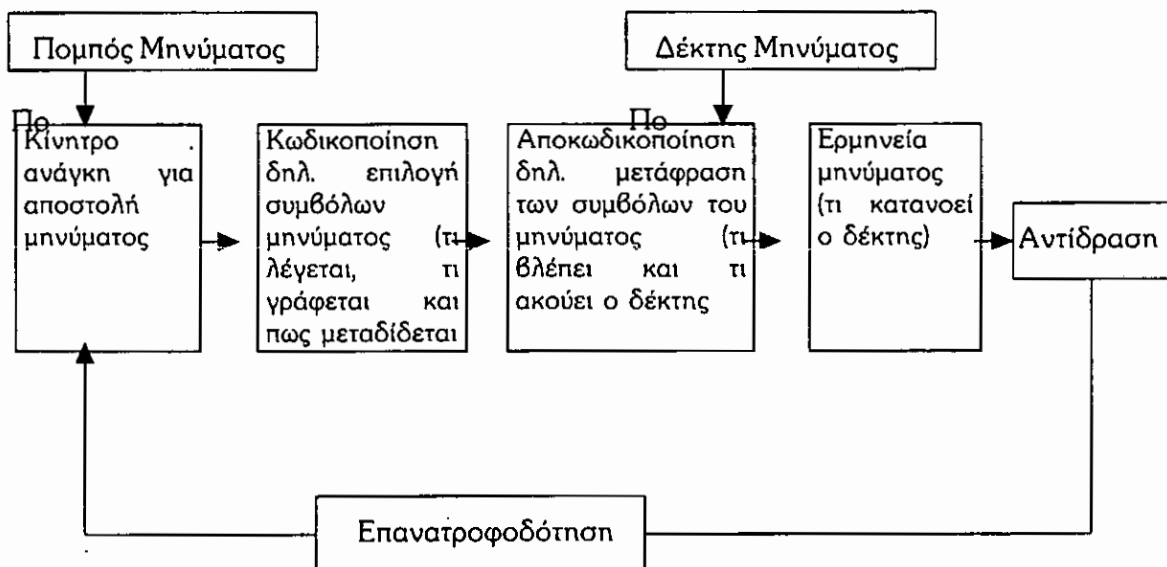 Πομπός Μηνύματος
Δέκτης Μηνύματος
Πο
Κίνητρο
ανάγκη για
αποστολή
μηνύματος
Κωδικοποίηση
δηλ. επιλογή
συμβόλων
μηνύματος (τι
λέγεται, τι
γράφεται και
πως μεταδίδεται
Πο
Αποκωδικοποίηση
δηλ. μετάφραση
των συμβόλων του
μηνύματος (τι
βλέπει και τι
ακούει ο δέκτης
Ερμηνεία
μηνύματος
(τι κατανοεί
ο δέκτης)
Αντίδραση
Επανατροφοδότηση